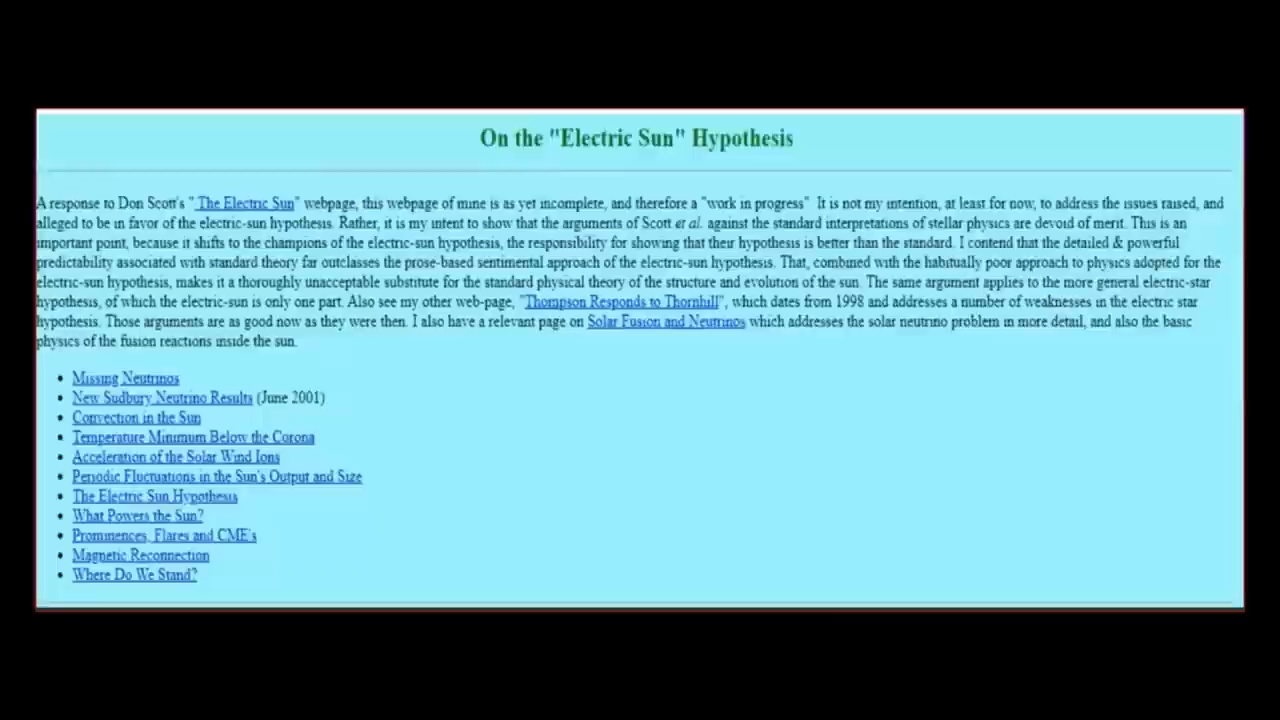 On the "Electric Sun" Hypothesis
A response to Don Scott's " The Electric Sun" webpage, this webpage of mine is as yet incomplete, and therefore a "work in progress". It is not my intention, at least for now, to address the issues raised, and
alleged to be in favor of the electric-sun hypothesis. Rather, it is my intent to show that the arguments of Scott et al. against the standard interpretations of stellar physics are devoid of merit. This is an
important point, because it shifts to the champions of the electric-sun hypothesis, the responsibility for showing that their hypothesis is better than the standard. I contend that the detailed & powerful
predictability associated with standard theory far outclasses the prose-based sentimental approach of the electric-sun hypothesis. That, combined with the habitually poor approach to physics adopted for the
electric-sun hypothesis, makes it a thoroughly unacceptable substitute for the standard physical theory of the structure and evolution of the sun. The same argument applies to the more general electric-star
hypothesis, of which the electric-sun is only one part. Also see my other web-page, "Thompson Responds to Thornhill", which dates from 1998 and addresses a number of weaknesses in the electric star
hypothesis. Those arguments are as good now as they were then. I also have a relevant page on Solar Fusion and Neutrinos which addresses the solar neutrino problem in more detail, and also the basic
physics of the fusion reactions inside the sun.
• Missing Neutrinos
• New Sudbury Neutrino Results (June 2001)
• Convection in the Sun
• Temperature Minimum Below the Corona
• Acceleration of the Solar Wind Ions
• Periodic Fluctuations in the Sun's Output and Size
• The Electric Sun Hypothesis
• What Powers the Sun?
• Prominences, Flares and CME's
• Magnetic Reconnection
• Where Do We Stand?